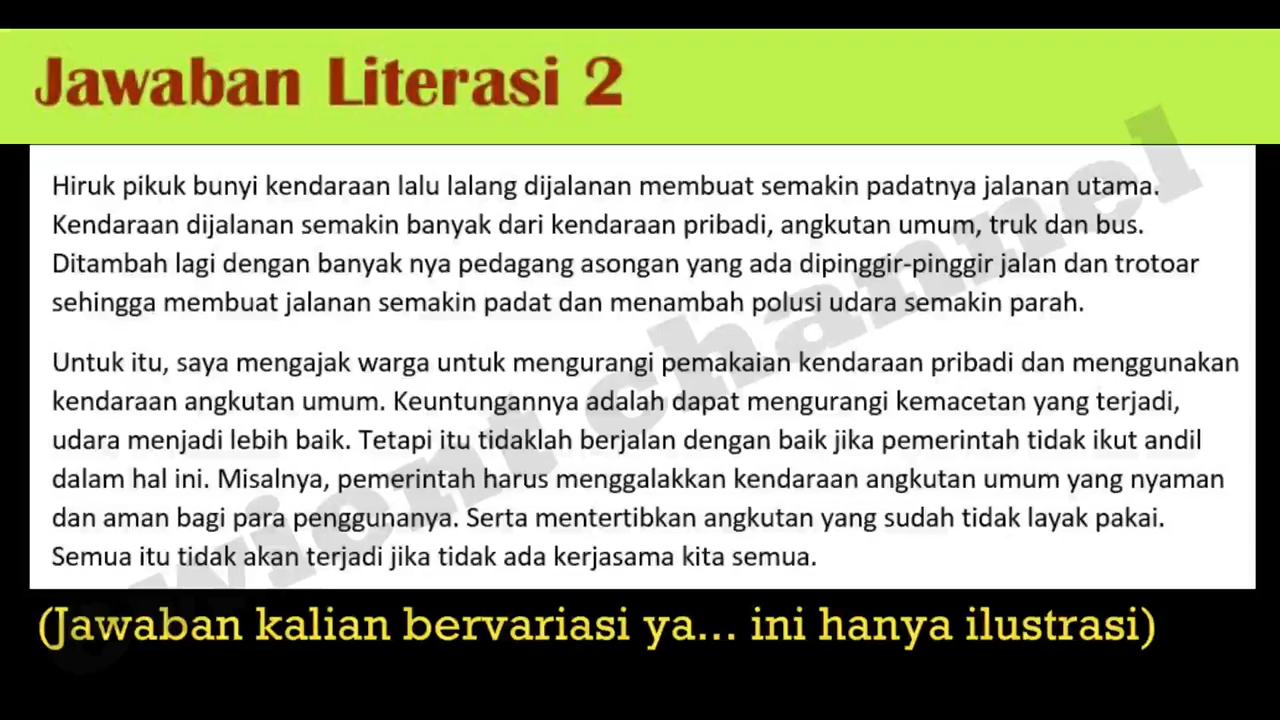 Jawaban Literasi 2
Hiruk pikuk bunyi kendaraan lalu lalang dijalanan membuat semakin padatnya jalanan utama.
Kendaraan dijalanan semakin banyak dari kendaraan pribadi, angkutan umum, truk dan bus.
Ditambah lagi dengan banyak nya pedagang asongan yang ada dipinggir-pinggir jalan dan trotoar
sehingga membuat jalanan semakin padat dan menambah polusi udara semakin parah.
Untuk itu, saya mengajak warga untuk mengurangi pemakaian kendaraan pribadi dan menggunakan
kendaraan angkutan umum. Keuntungannya adalah dapat mengurangi kemacetan yang terjadi,
udara menjadi lebih baik. Tetapi itu tidaklah berjalan dengan baik jika pemerintah tidak ikut andil
dalam hal ini. Misalnya, pemerintah harus menggalakkan kendaraan angkutan umum yang nyaman
dan aman bagi para penggunanya. Serta mentertibkan angkutan yang sudah tidak layak pakai.
Semua itu tidak akan terjadi jika tidak ada kerjasama kita semua.
(Jawaban kalian bervariasi ya... ini hanya ilustrasi)
channel